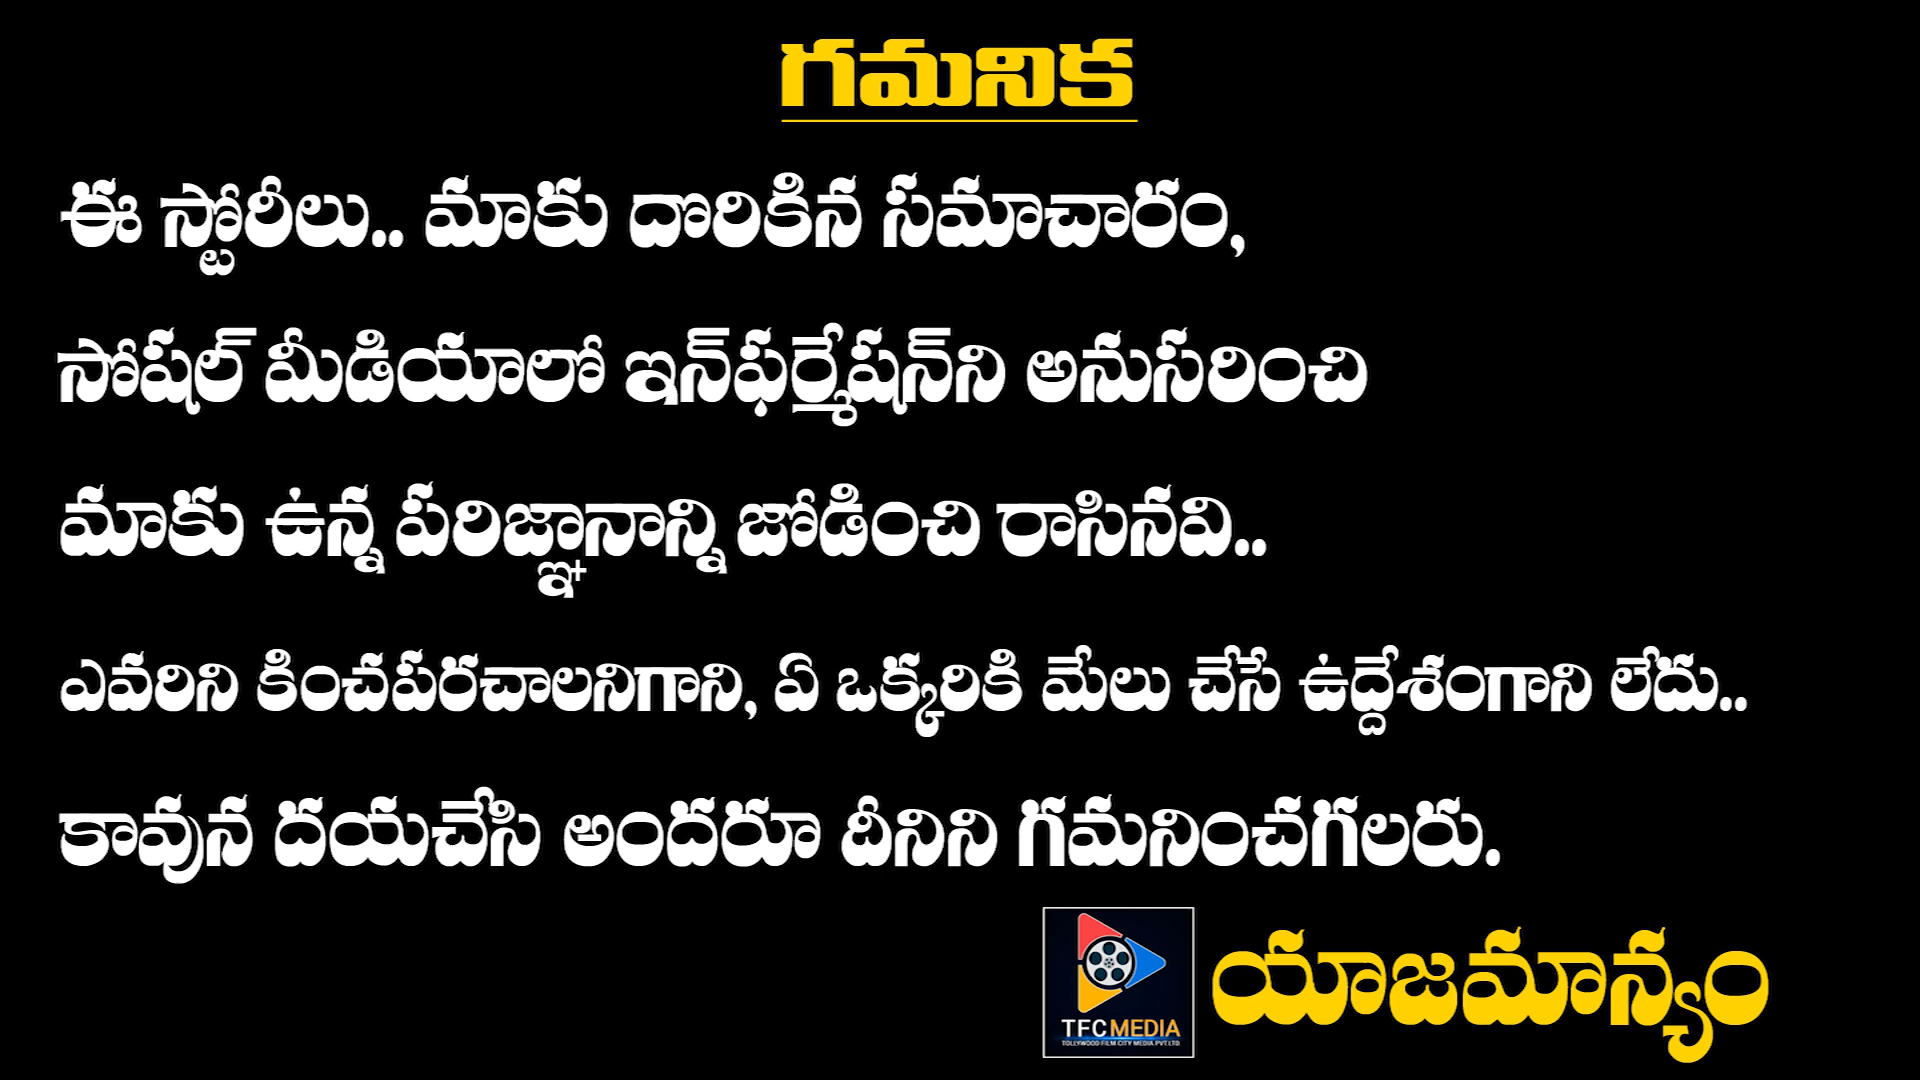 గమనిక
ఈ స్టోరీలు.. మాకు దొరికిన సమాచారం,
సోషల్ మీడియాలో ఇన్‌ఫర్మేషన్‌ని అనుసరించి
మాకు ఉన్న పరిజ్ఞానాన్ని జోడించి రాసినవి..
ఎవరిని కించపరచాలనిగాని, ఏ ఒక్కరికి మేలు చేసే ఉద్దేశంగాని లేదు..
కావున దయచేసి అందరూ దీనిని గమనించగలరు.
యాజమాన్యం
TFC MEDIA
TOLLYWOOD FILM CITY MEDIA PVT.LTD.